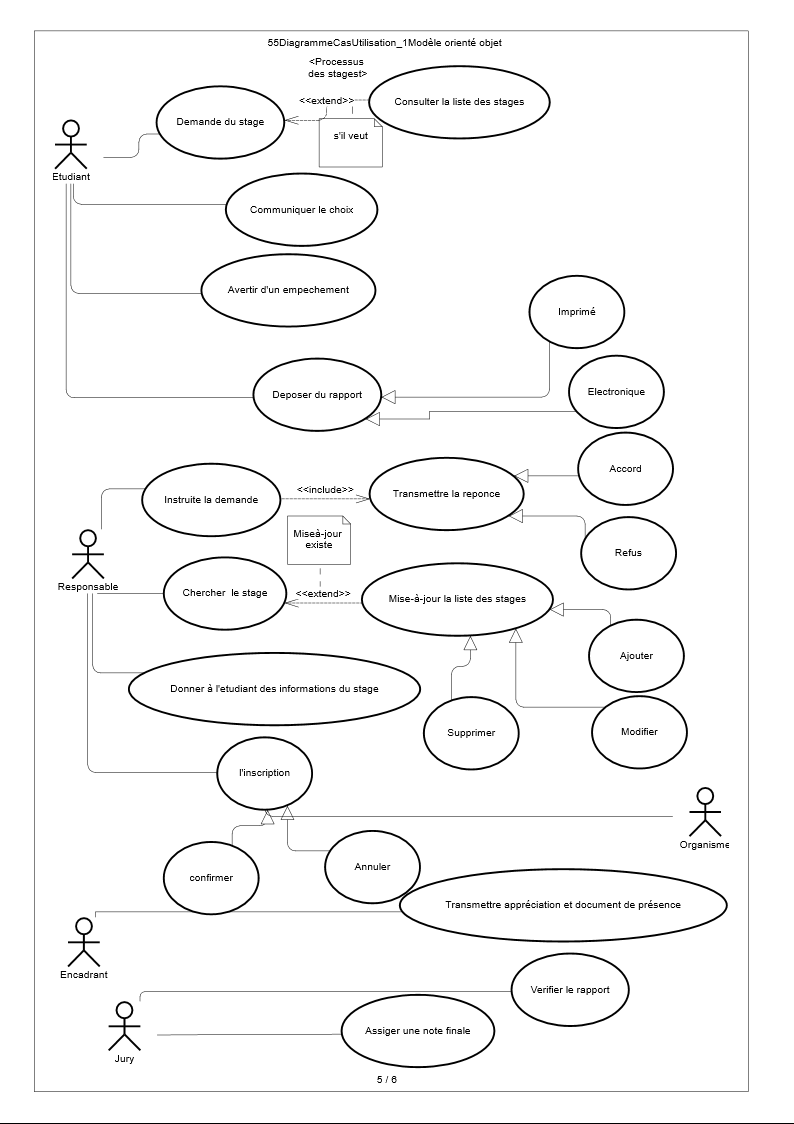 55DiagrammeCasUtilisation_1Modèle orienté objet
<Processus
des stagest>
<<extend>>
Consulter la liste des stages
Demande du stage
s'il veut
Etudiant
Communiquer le choix
Avertir d'un empechement
Imprimé
Deposer du rapport
Electronique
Accord
Instruite la demande
<<include>>
Transmettre la reponce
Miseà-jour
existe
Refus
Responsable
Chercher le stage
<<extend>>
Mise-à-jour la liste des stages
Ajouter
Donner à l'etudiant des informations du stage
Supprimer
Modifier
l'inscription
Organisme
confirmer
Annuler
Transmettre appréciation et document de présence
Encadrant
Verifier le rapport
Assiger une note finale
Jury
5 / 6